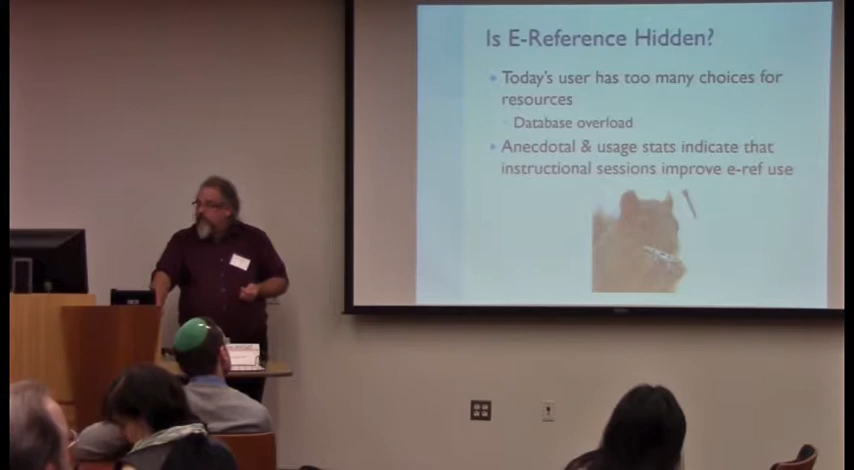 Is E-Reference Hidden?
Today's user has too many choices for
resources
Database overload
Anecdotal & usage stats indicate that
instructional sessions improve e-ref use